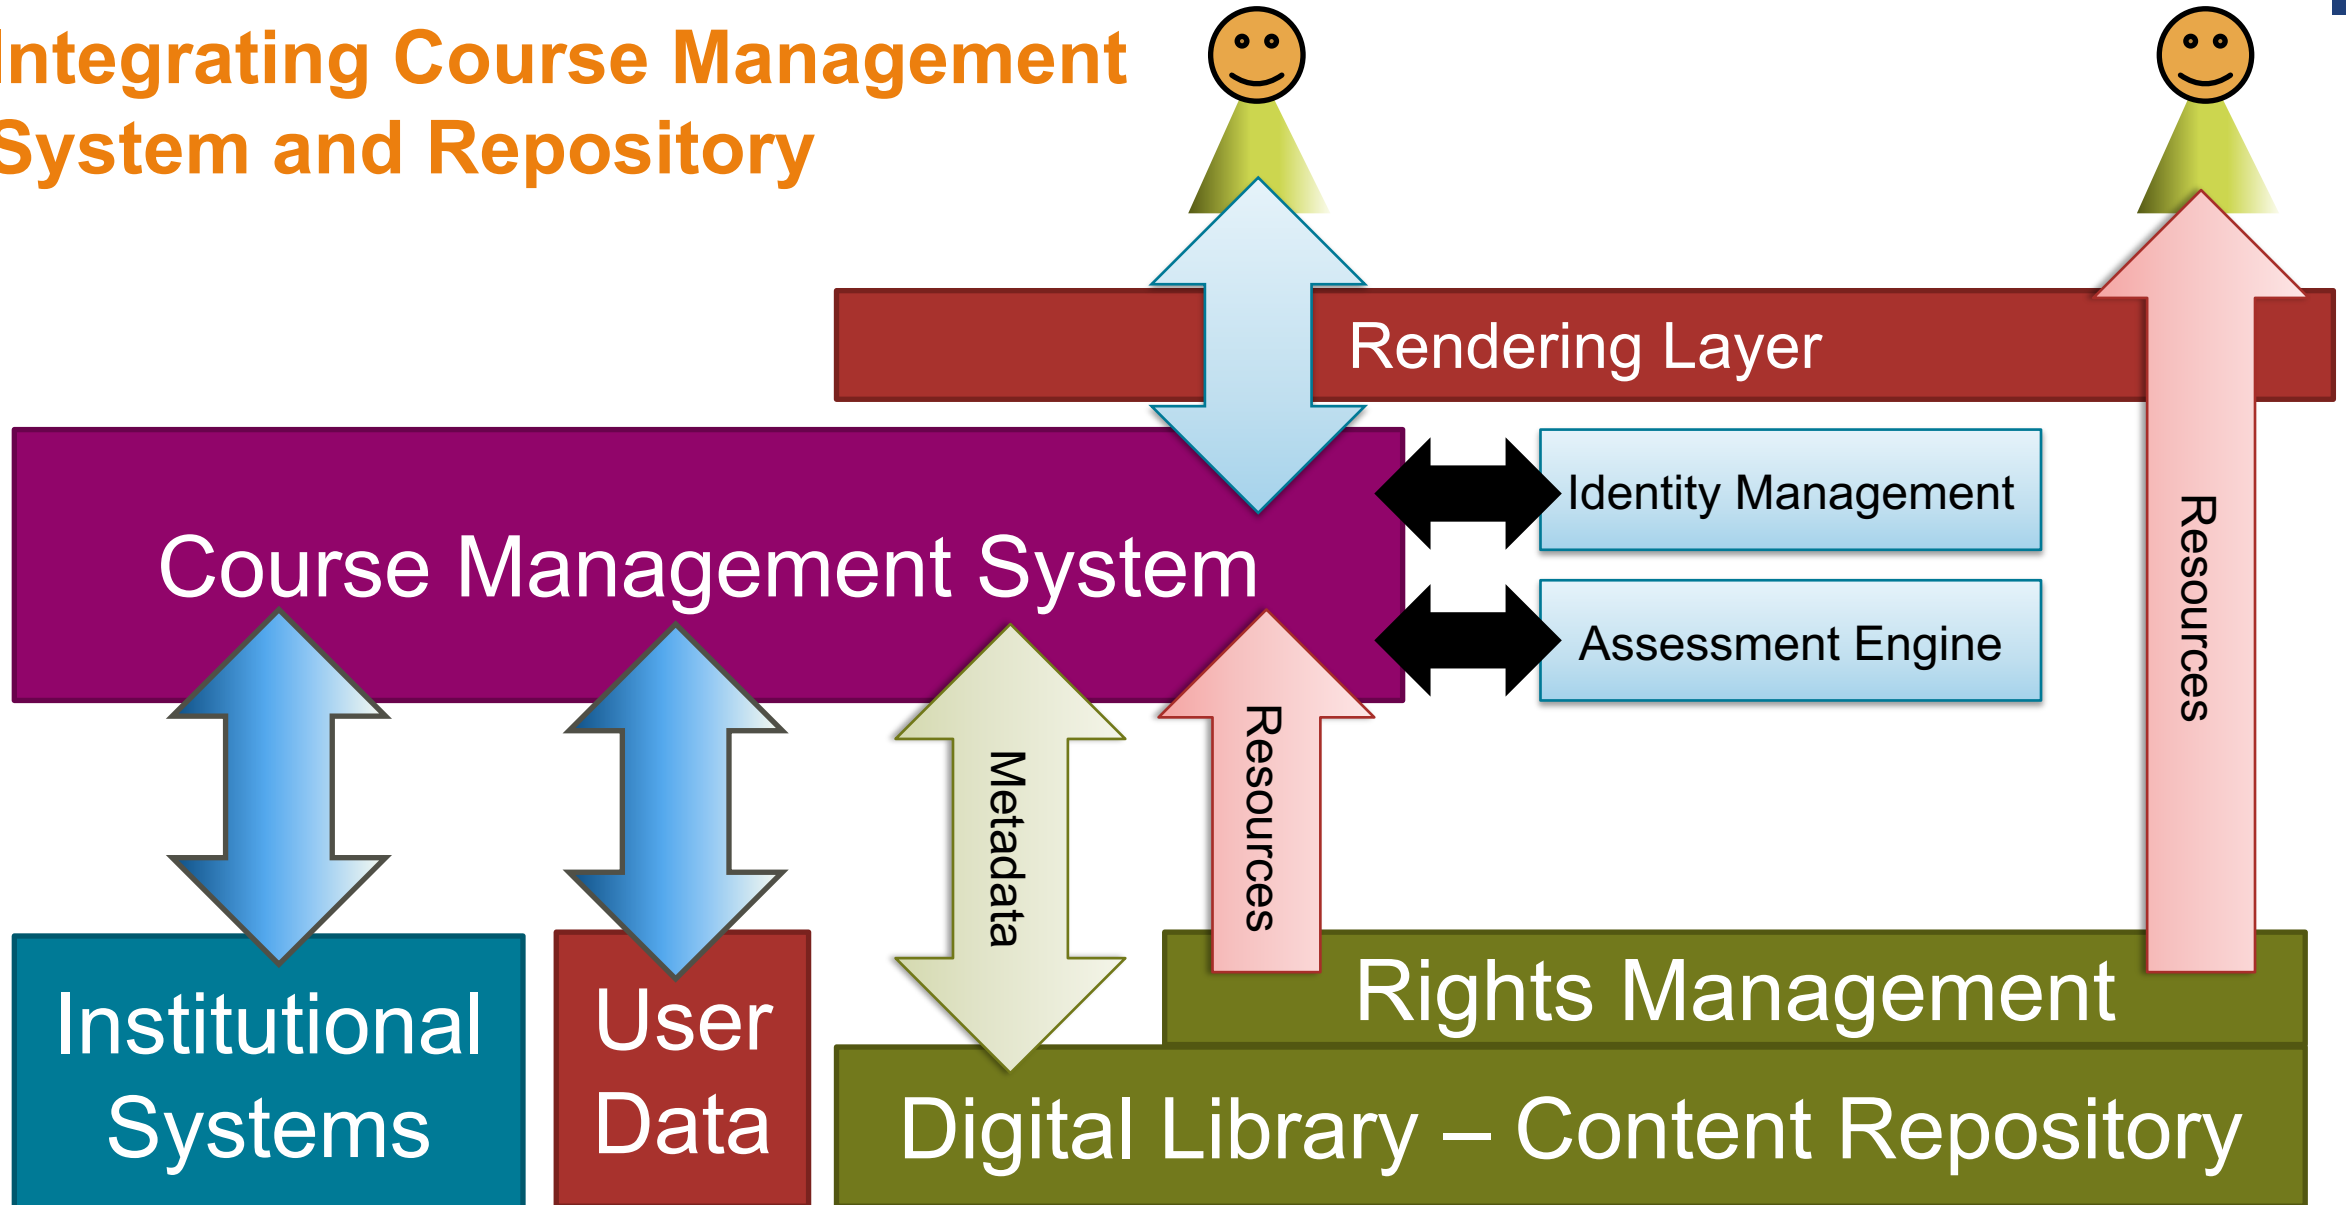 Integrating Course Management
System and Repository
Rendering Layer
Identity Management
Course Management System
Assessment Engine
Resources
Metadata
Resources
Institutional
Systems
User
Data
Rights Management
Digital Library – Content Repository